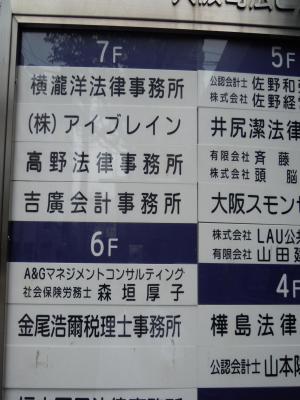 7F
横瀧洋法律事務所
(株)アイブレイン
高野法律事務所
吉廣会計事務所
6F
A&Gマネジメントコンサルティング
社会保険労務士 森垣厚子
金尾浩爾税理士事務所
5F
公認会計士 佐野和
株式会社 佐野経
井尻潔法律
有限会社 斉藤
株式会社 頭脳
大阪スモン
株式会社 LAU公
有限会社 山田
4F
樺島法律
公認会計士 山本